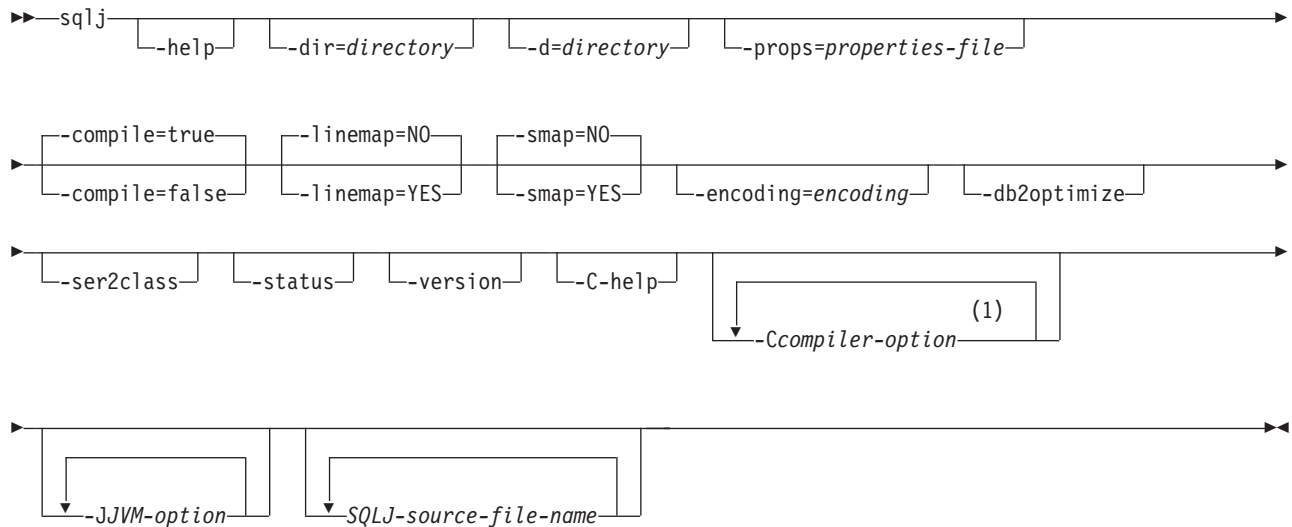 sqlj
-help
-dir=directory
-d=directory
-props=properties-file
-compile=true
-compile=false
-linemap=NO
-linemap=YES
-smap=NO
-smap=YES
-encoding=encoding
-db2optimize
-ser2class
-status
-version
-C-help
(1)
-Ccompiler-option
-JJVM-option
SQLJ-source-file-name